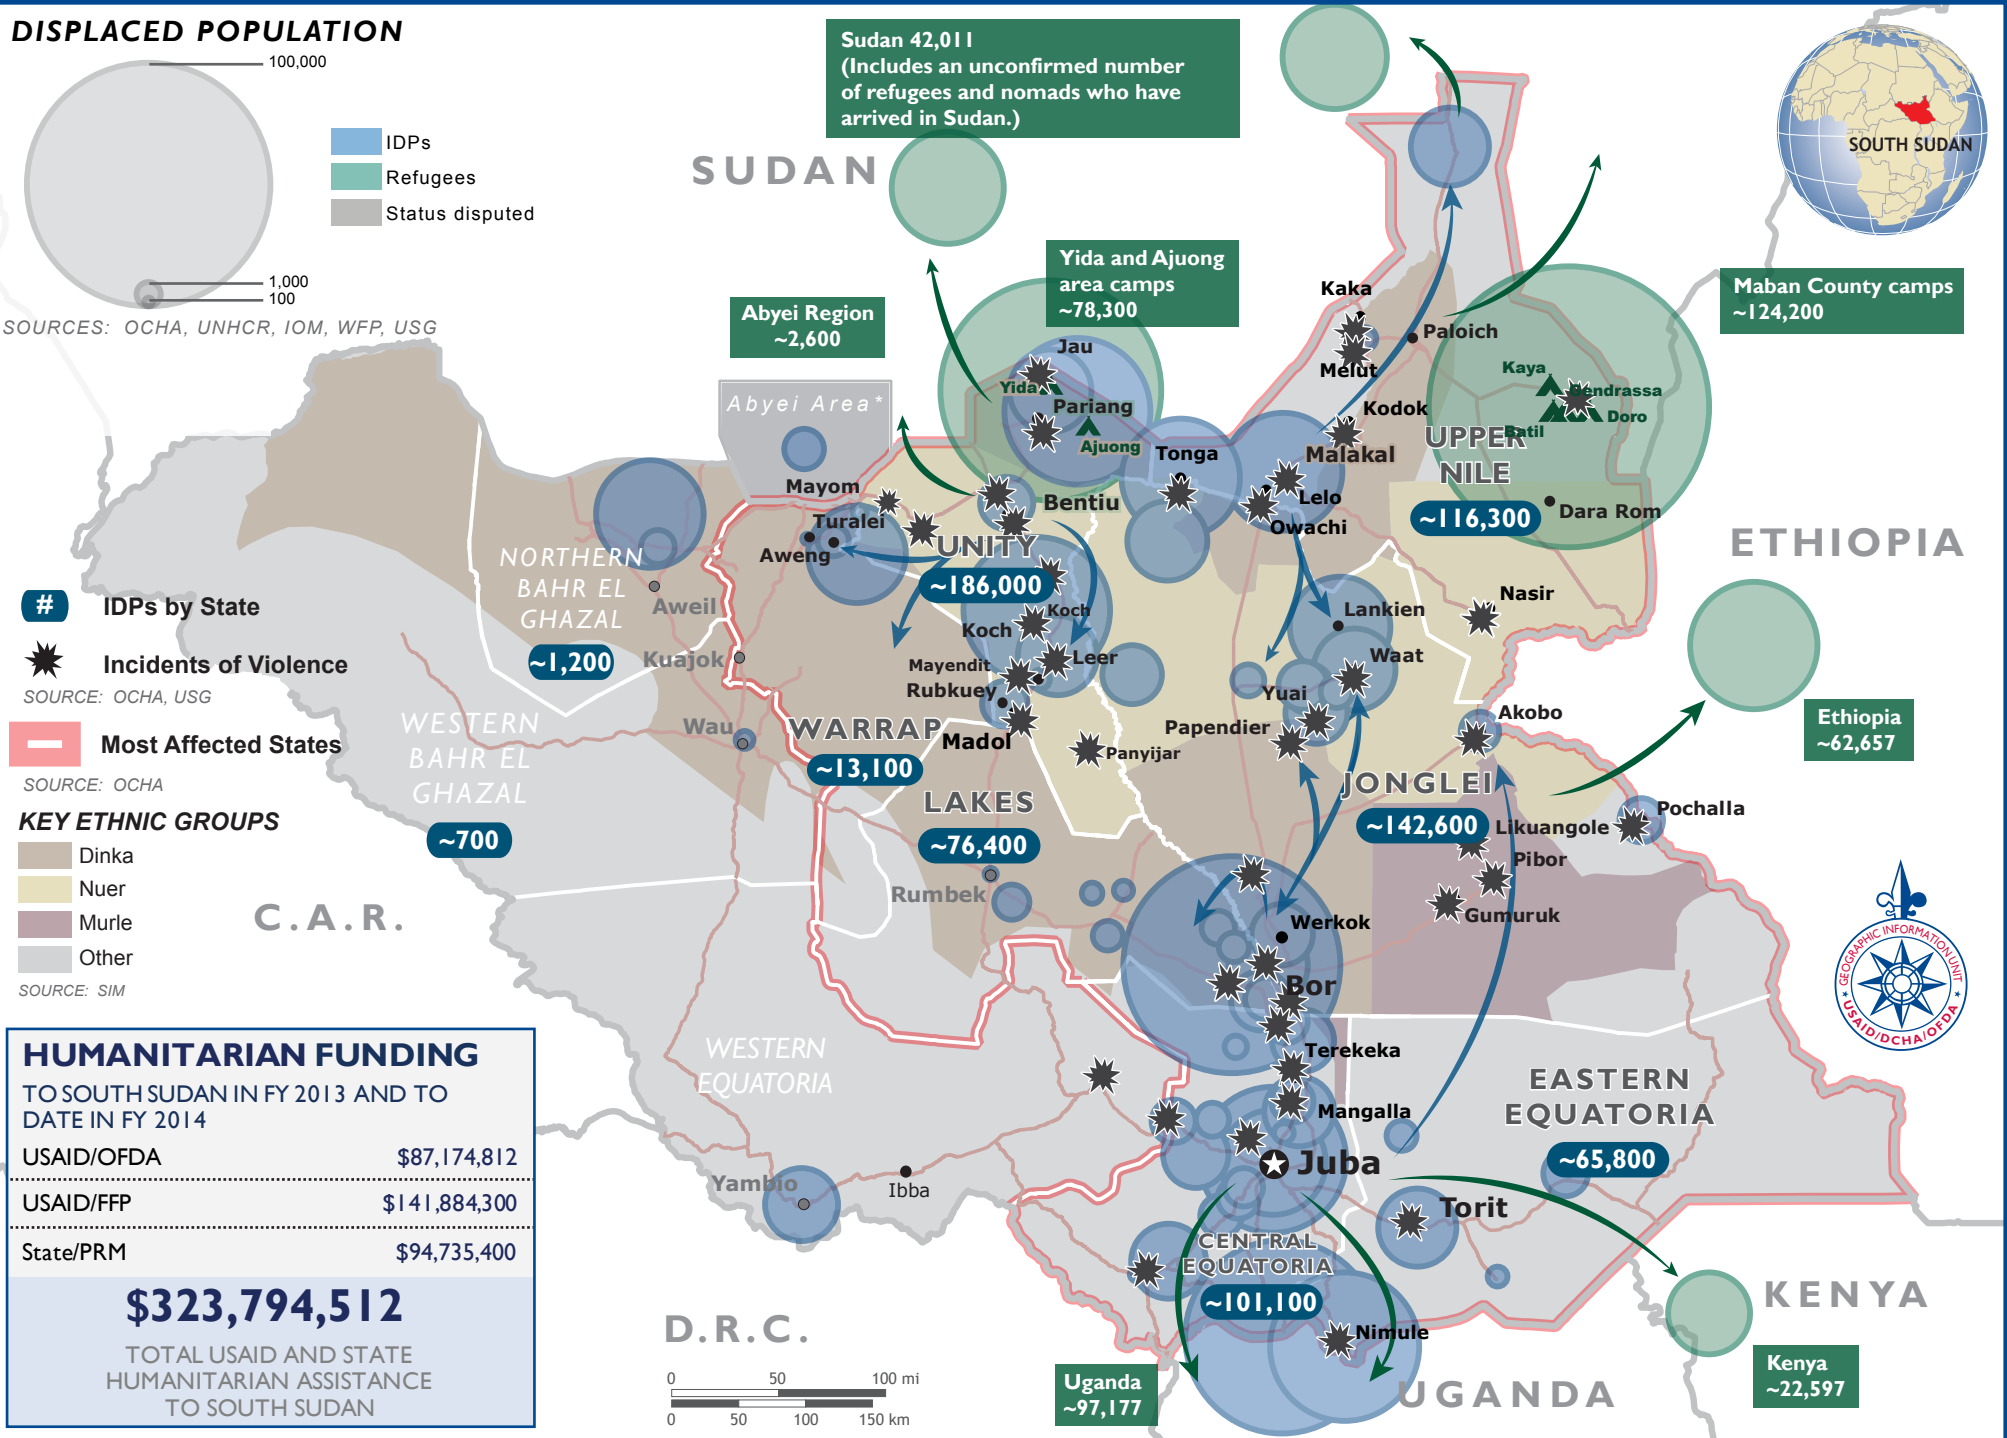 DISPLACED POPULATION
100,000
1,000
100
IDPs
Refugees
Status disputed
SOURCES: OCHA, UNHCR, IOM, WFP, USG
Sudan 42,011
(Includes an unconfirmed number
of refugees and nomads who have
arrived in Sudan.)
SUDAN
SOUTH SUDAN
Yida and Ajuong
area camps
~78,300
Abyei Region
~2,600
Maban County camps
~124,200
Abyei Area*
Kaka
Paloich
Melut
Jau
Yida
Pariang
Ajuong
Kodok
Kaya
Gendrassa
Doro
Batil
UPPER
NILE
~116,300
Dara Rom
Tonga
Malakal
Lelo
Owachi
Mayom
Bentiu
Turalei
Aweng
UNITY
~186,000
ETHIOPIA
NORTHERN
BAHR EL
GHAZAL
~1,200
Aweil
Kuajok
Koch
Koch
Leer
Mayendit
Rubkuey
Lankien
Nasir
Waat
Yuai
Papendier
Akobo
# IDPs by State
Incidents of Violence
SOURCE: OCHA, USG
Most Affected States
SOURCE: OCHA
WESTERN
BAHR EL
GHAZAL
~700
Wau
WARRAP
~13,100
Madol
Panyijar
LAKES
~76,400
Rumbek
JONGLEI
~142,600
Likuangole
Pochalla
Pibor
Gumuruk
Ethiopia
~62,657
KEY ETHNIC GROUPS
Dinka
Nuer
Murle
Other
SOURCE: SIM
C.A.R.
Werkok
Bor
Terekeka
Mangalla
Juba
GEOGRAPHIC INFORMATION UNIT
USAID/DCHA/OFDA
WESTERN
EQUATORIA
Yambio
Ibba
EASTERN
EQUATORIA
~65,800
Torit
CENTRAL
EQUATORIA
~101,100
Nimule
HUMANITARIAN FUNDING
TO SOUTH SUDAN IN FY 2013 AND TO
DATE IN FY 2014
USAID/OFDA $87,174,812
USAID/FFP $141,884,300
State/PRM $94,735,400
$323,794,512
TOTAL USAID AND STATE
HUMANITARIAN ASSISTANCE
TO SOUTH SUDAN
D.R.C.
0 50 100 mi
0 50 100 150 km
Uganda
~97,177
UGANDA
KENYA
Kenya
~22,597